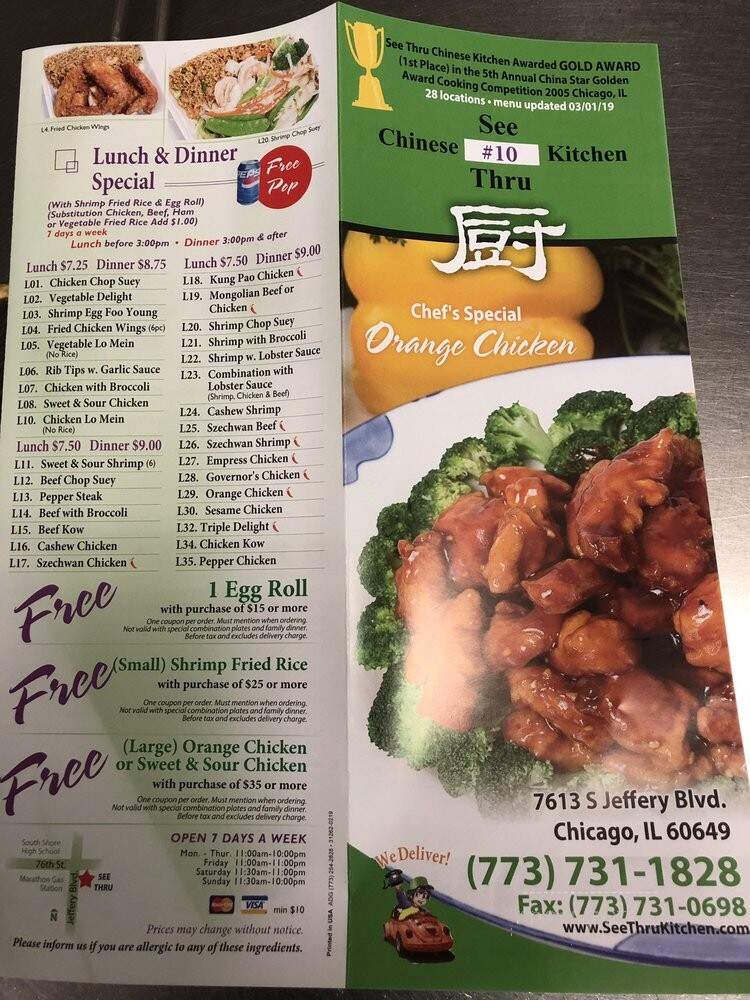 L4. Fried Chicken Wings
L20. Shrimp Chop Suey
Lunch & Dinner
Special
PEPSI
Free
Pop
(With Shrimp Fried Rice & Egg Roll)
(Substitution Chicken, Beef, Ham
or Vegetable Fried Rice Add $1.00)
7 days a week
Lunch before 3:00pm • Dinner 3:00pm & after
Lunch $7.25 Dinner $8.75
L01. Chicken Chop Suey
L02. Vegetable Delight
L03. Shrimp Egg Foo Young
L04. Fried Chicken Wings (6pc)
L05. Vegetable Lo Mein
(No Rice)
L06. Rib Tips w. Garlic Sauce
L07. Chicken with Broccoli
L08. Sweet & Sour Chicken
L10. Chicken Lo Mein
(No Rice)
Lunch $7.50 Dinner $9.00
L11. Sweet & Sour Shrimp (6)
L12. Beef Chop Suey
L13. Pepper Steak
L14. Beef with Broccoli
L15. Beef Kow
L16. Cashew Chicken
L17. Szechwan Chicken
Lunch $7.50 Dinner $9.00
L18. Kung Pao Chicken
L19. Mongolian Beef or
Chicken
L20. Shrimp Chop Suey
L21. Shrimp with Broccoli
L22. Shrimp w. Lobster Sauce
L23. Combination with
Lobster Sauce
(Shrimp, Chicken & Beef)
L24. Cashew Shrimp
L25. Szechwan Beef
L26. Szechwan Shrimp
L27. Empress Chicken
L28. Governor's Chicken
L29. Orange Chicken
L30. Sesame Chicken
L32. Triple Delight
L34. Chicken Kow
L35. Pepper Chicken
Free
1 Egg Roll
with purchase of $15 or more
One coupon per order. Must mention when ordering.
Not valid with special combination plates and family dinner.
Before tax and excludes delivery charge.
Free
(Small) Shrimp Fried Rice
with purchase of $25 or more
One coupon per order. Must mention when ordering.
Not valid with special combination plates and family dinner.
Before tax and excludes delivery charge.
Free
(Large) Orange Chicken
or Sweet & Sour Chicken
with purchase of $35 or more
One coupon per order. Must mention when ordering.
Not valid with special combination plates and family dinner.
Before tax and excludes delivery charge.
South Shore
High School
76th St.
Marathon Gas
Station
Jeffery Blvd.
SEE
THRU
N
OPEN 7 DAYS A WEEK
Mon. - Thur. 11:00am-10:00pm
Friday 11:00am-11:00pm
Saturday 11:30am-11:00pm
Sunday 11:30am-10:00pm
MasterCard
VISA
min $10
Prices may change without notice.
Please inform us if you are allergic to any of these ingredients.
Printed in USA ADG (773) 254-2828 • 31262-0219
See Thru Chinese Kitchen Awarded GOLD AWARD
(1st Place) in the 5th Annual China Star Golden
Award Cooking Competition 2005 Chicago, IL
28 locations • menu updated 03/01/19
See
Chinese #10 Kitchen
Thru
厨
Chef's Special
Orange Chicken
7613 S Jeffery Blvd.
Chicago, IL 60649
We Deliver!
(773) 731-1828
Fax: (773) 731-0698
www.SeeThruKitchen.com